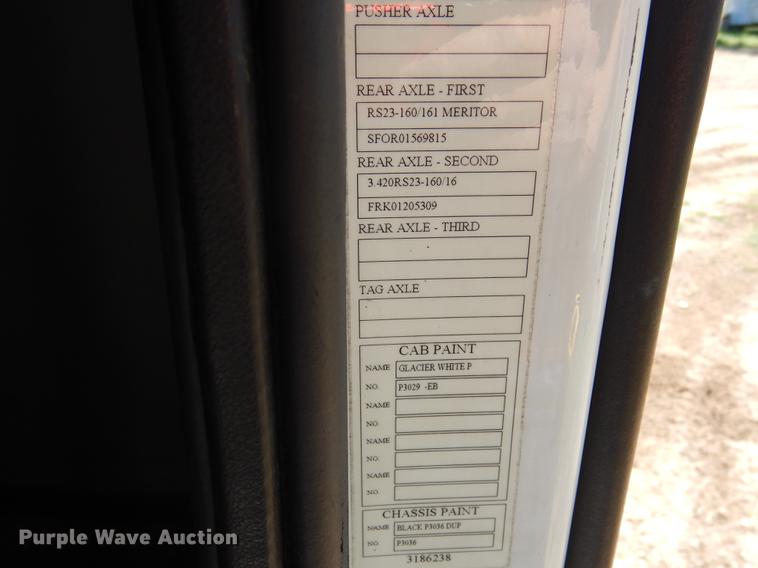 PUSHER AXLE
REAR AXLE - FIRST
RS23-160/161 MERITOR
SFOR01569815
REAR AXLE - SECOND
3.420RS23-160/16
FRK01205309
REAR AXLE - THIRD
TAG AXLE
CAB PAINT
NAME GLACIER WHITE P
NO. P3029 -EB
NAME
NO.
NAME
NO.
NAME
NO.
CHASSIS PAINT
NAME BLACK P3036 DUP
NO. P3036
3186238
Purple Wave Auction